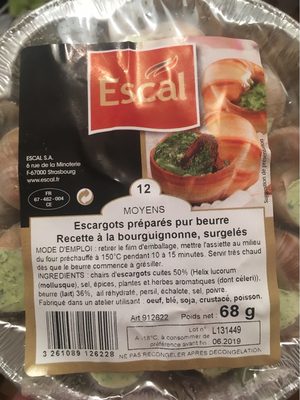 Escal
ESCAL S.A.
6 rue de la Minoterie
F-67000 Strasbourg
www.escal.fr
FR
67-482-004
CE
Suggestion de présentation
12
MOYENS
Escargots préparés pur beurre
Recette à la bourguignonne, surgelés
MODE D'EMPLOI : retirer le film d'emballage, mettre l'assiette au milieu
du four préchauffé à 150°C pendant 10 à 15 minutes. Servir très chaud
dès que le beurre commence à grésiller.
INGREDIENTS : chairs d'escargots cuites 50% (Helix lucorum
(mollusque), sel, épices, plantes et herbes aromatiques (dont céleri)),
beurre (lait) 36%, ail réhydraté, persil, échalote, sel, poivre.
Fabriqué dans un atelier utilisant : oeuf, blé, soja, crustacé, poisson.
Art.912622 Poids net: 68 g
Lot n° L131449
A -18°C, à consommer de
préférence avant fin : 06.2019
3 261089 126228
NE PAS RECONGELER APRÈS DÉCONGÉLATION